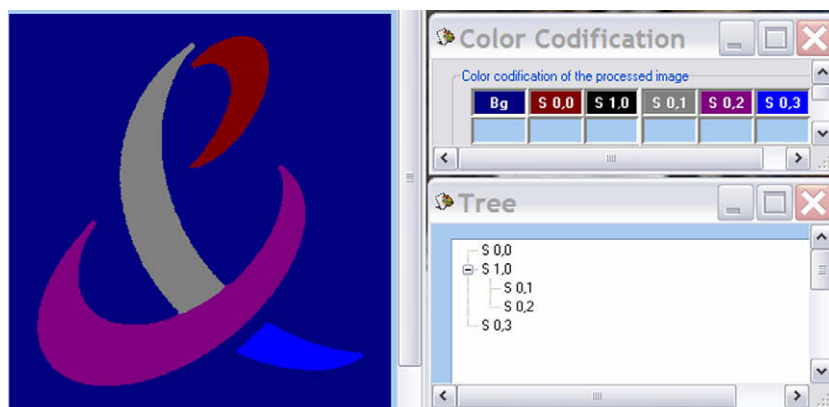 Color Codification
Color codification of the processed image
Bg S 0,0 S 1,0 S 0,1 S 0,2 S 0,3
Tree
S 0,0
S 1,0
S 0,1
S 0,2
S 0,3